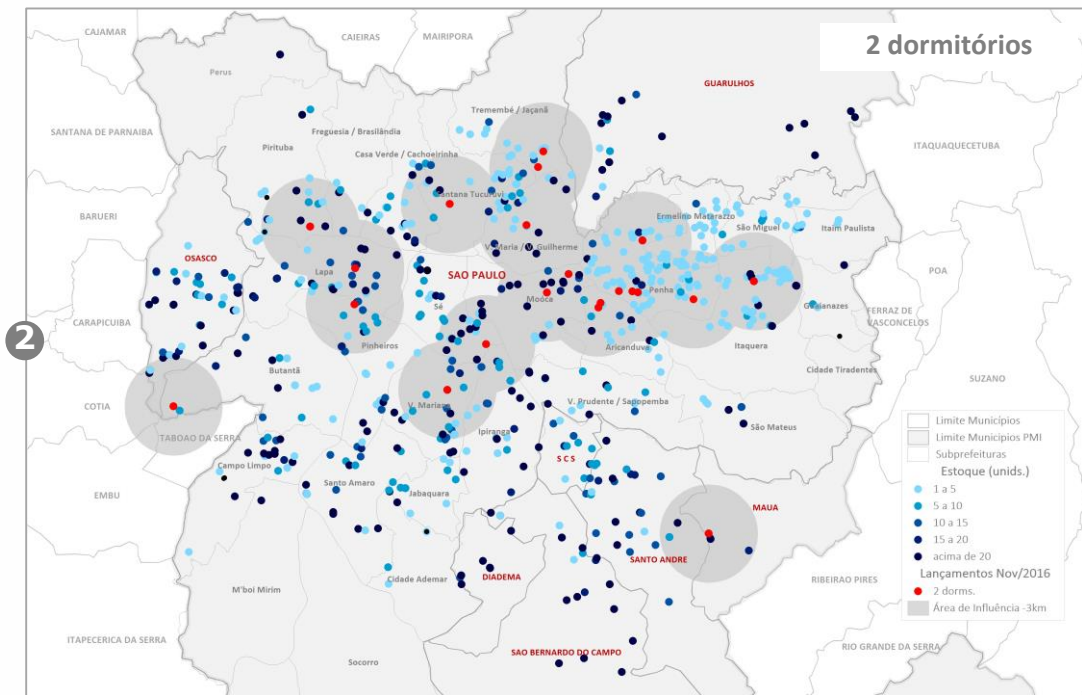 2 dormitórios
CAJAMAR
CAIEIRAS
MAIRIPORA
Perus
GUARULHOS
Tremembé / Jaçanã
SANTANA DE PARNAIBA
Freguesia / Brasilândia
Pirituba
Casa Verde / Cachoeirinha
ITAQUAQUECETUBA
Santana Tucuruvi
BARUERI
Ermelino Matarazzo
São Miguel
Itaim Paulista
V. Maria / V. Guilherme
OSASCO
Lapa
SAO PAULO
POA
Penha
Sé
Moóca
Guaianazes
FERRAZ DE
VASCONCELOS
CARAPICUIBA
2
Pinheiros
Aricanduva
Itaquera
Butantã
Cidade Tiradentes
SUZANO
COTIA
V. Mariana
V. Prudente / Sapopemba
São Mateus
TABOAO DA SERRA
Ipiranga
Campo Limpo
S C S
Santo Amaro
Jabaquara
EMBU
MAUA
SANTO ANDRE
Cidade Ademar
DIADEMA
M'boi Mirim
RIBEIRAO PIRES
ITAPECERICA DA SERRA
SAO BERNARDO DO CAMPO
RIO GRANDE DA SERRA
Socorro
Limite Municípios
Limite Municípios PMI
Subprefeituras
Estoque (unids.)
1 a 5
5 a 10
10 a 15
15 a 20
acima de 20
Lançamentos Nov/2016
2 dorms.
Área de Influência -3km